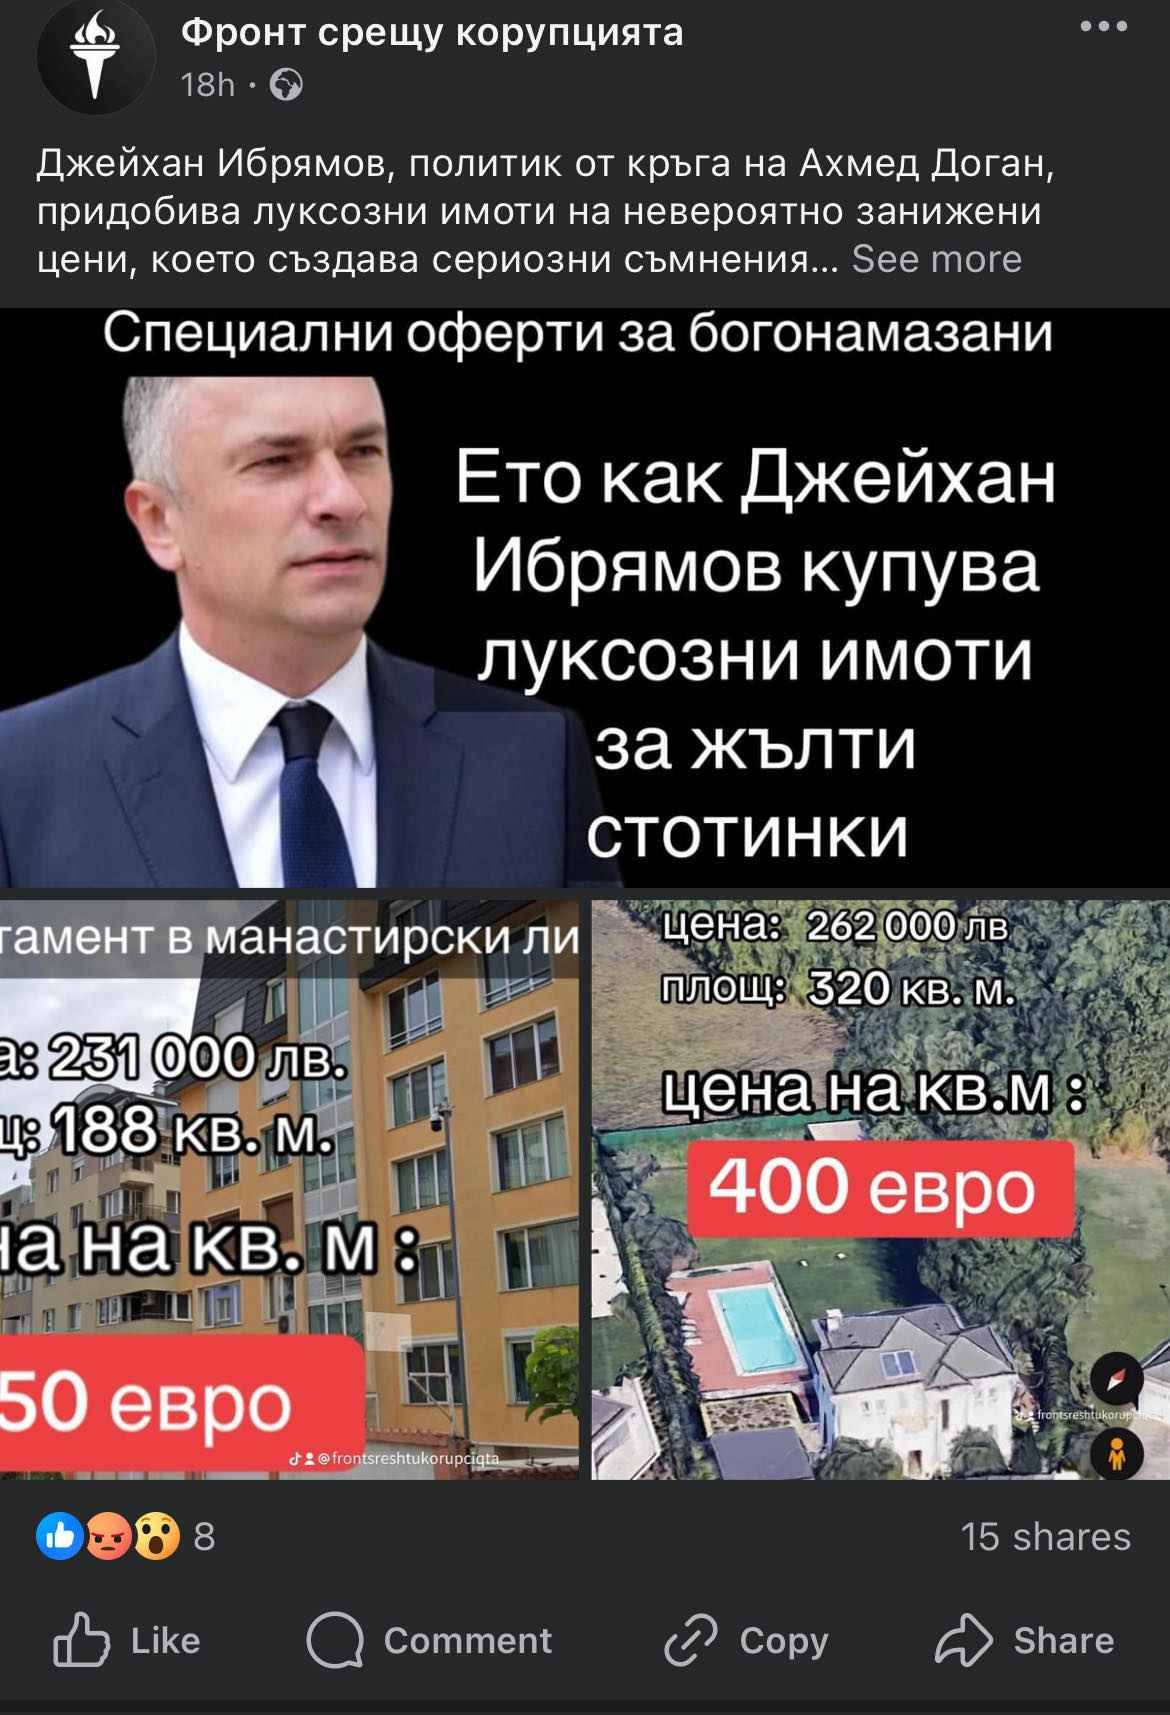 Фронт срещу корупцията
18h
Джейхан Ибрямов, политик от кръга на Ахмед Доган,
придобива луксозни имоти на невероятно занижени
цени, което създава сериозни съмнения... See more
Специални оферти за богонамазани
Ето как Джейхан
Ибрямов купува
луксозни имоти
за жълти
стотинки
тамент в манастирски ли
а: 231 000 лв.
щ: 188 кв. м.
на на кв. м :
50 евро
@frontsreshtukorupciqta
цена: 262 000 лв
площ: 320 кв. м.
цена на кв.м :
400 евро
8
15 shares
Like
Comment
Copy
Share